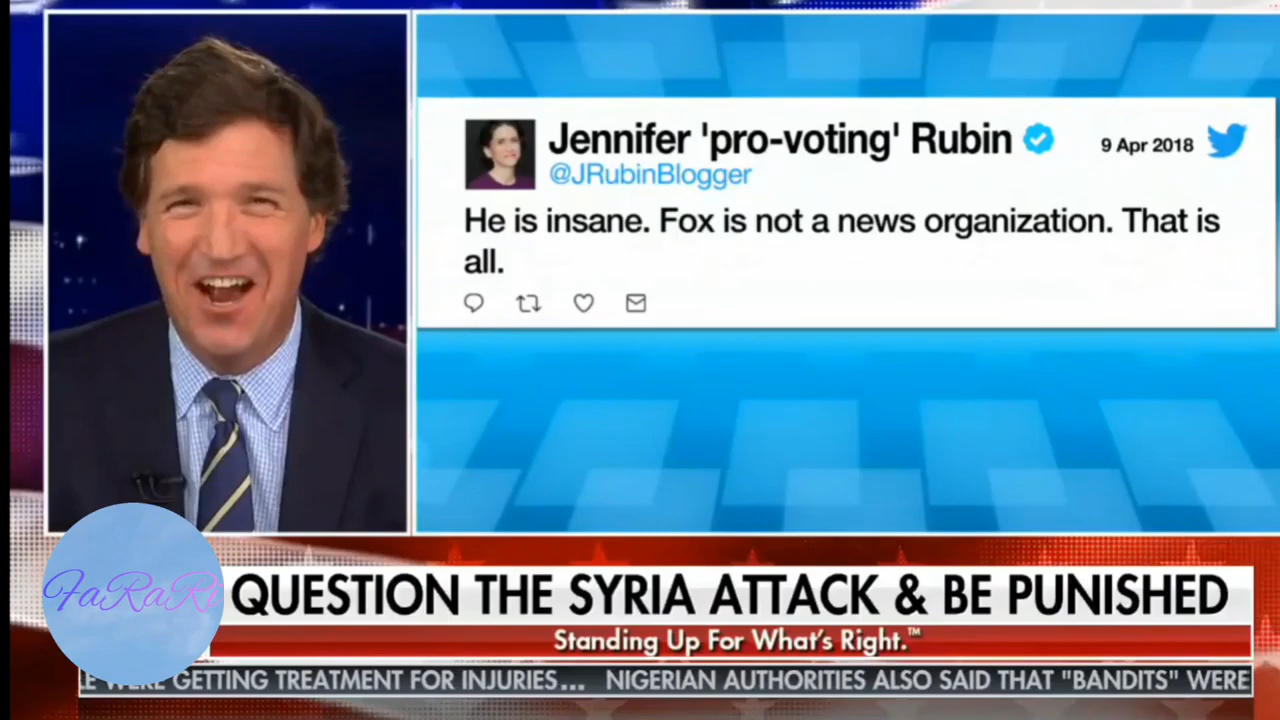 Jennifer 'pro-voting' Rubin
9 Apr 2018
@JRubinBlogger
He is insane. Fox is not a news organization. That is
all.
FaRaRi
QUESTION THE SYRIA ATTACK & BE PUNISHED
Standing Up For What's Right.™
WERE GETTING TREATMENT FOR INJURIES... NIGERIAN AUTHORITIES ALSO SAID THAT "BANDITS" WERE